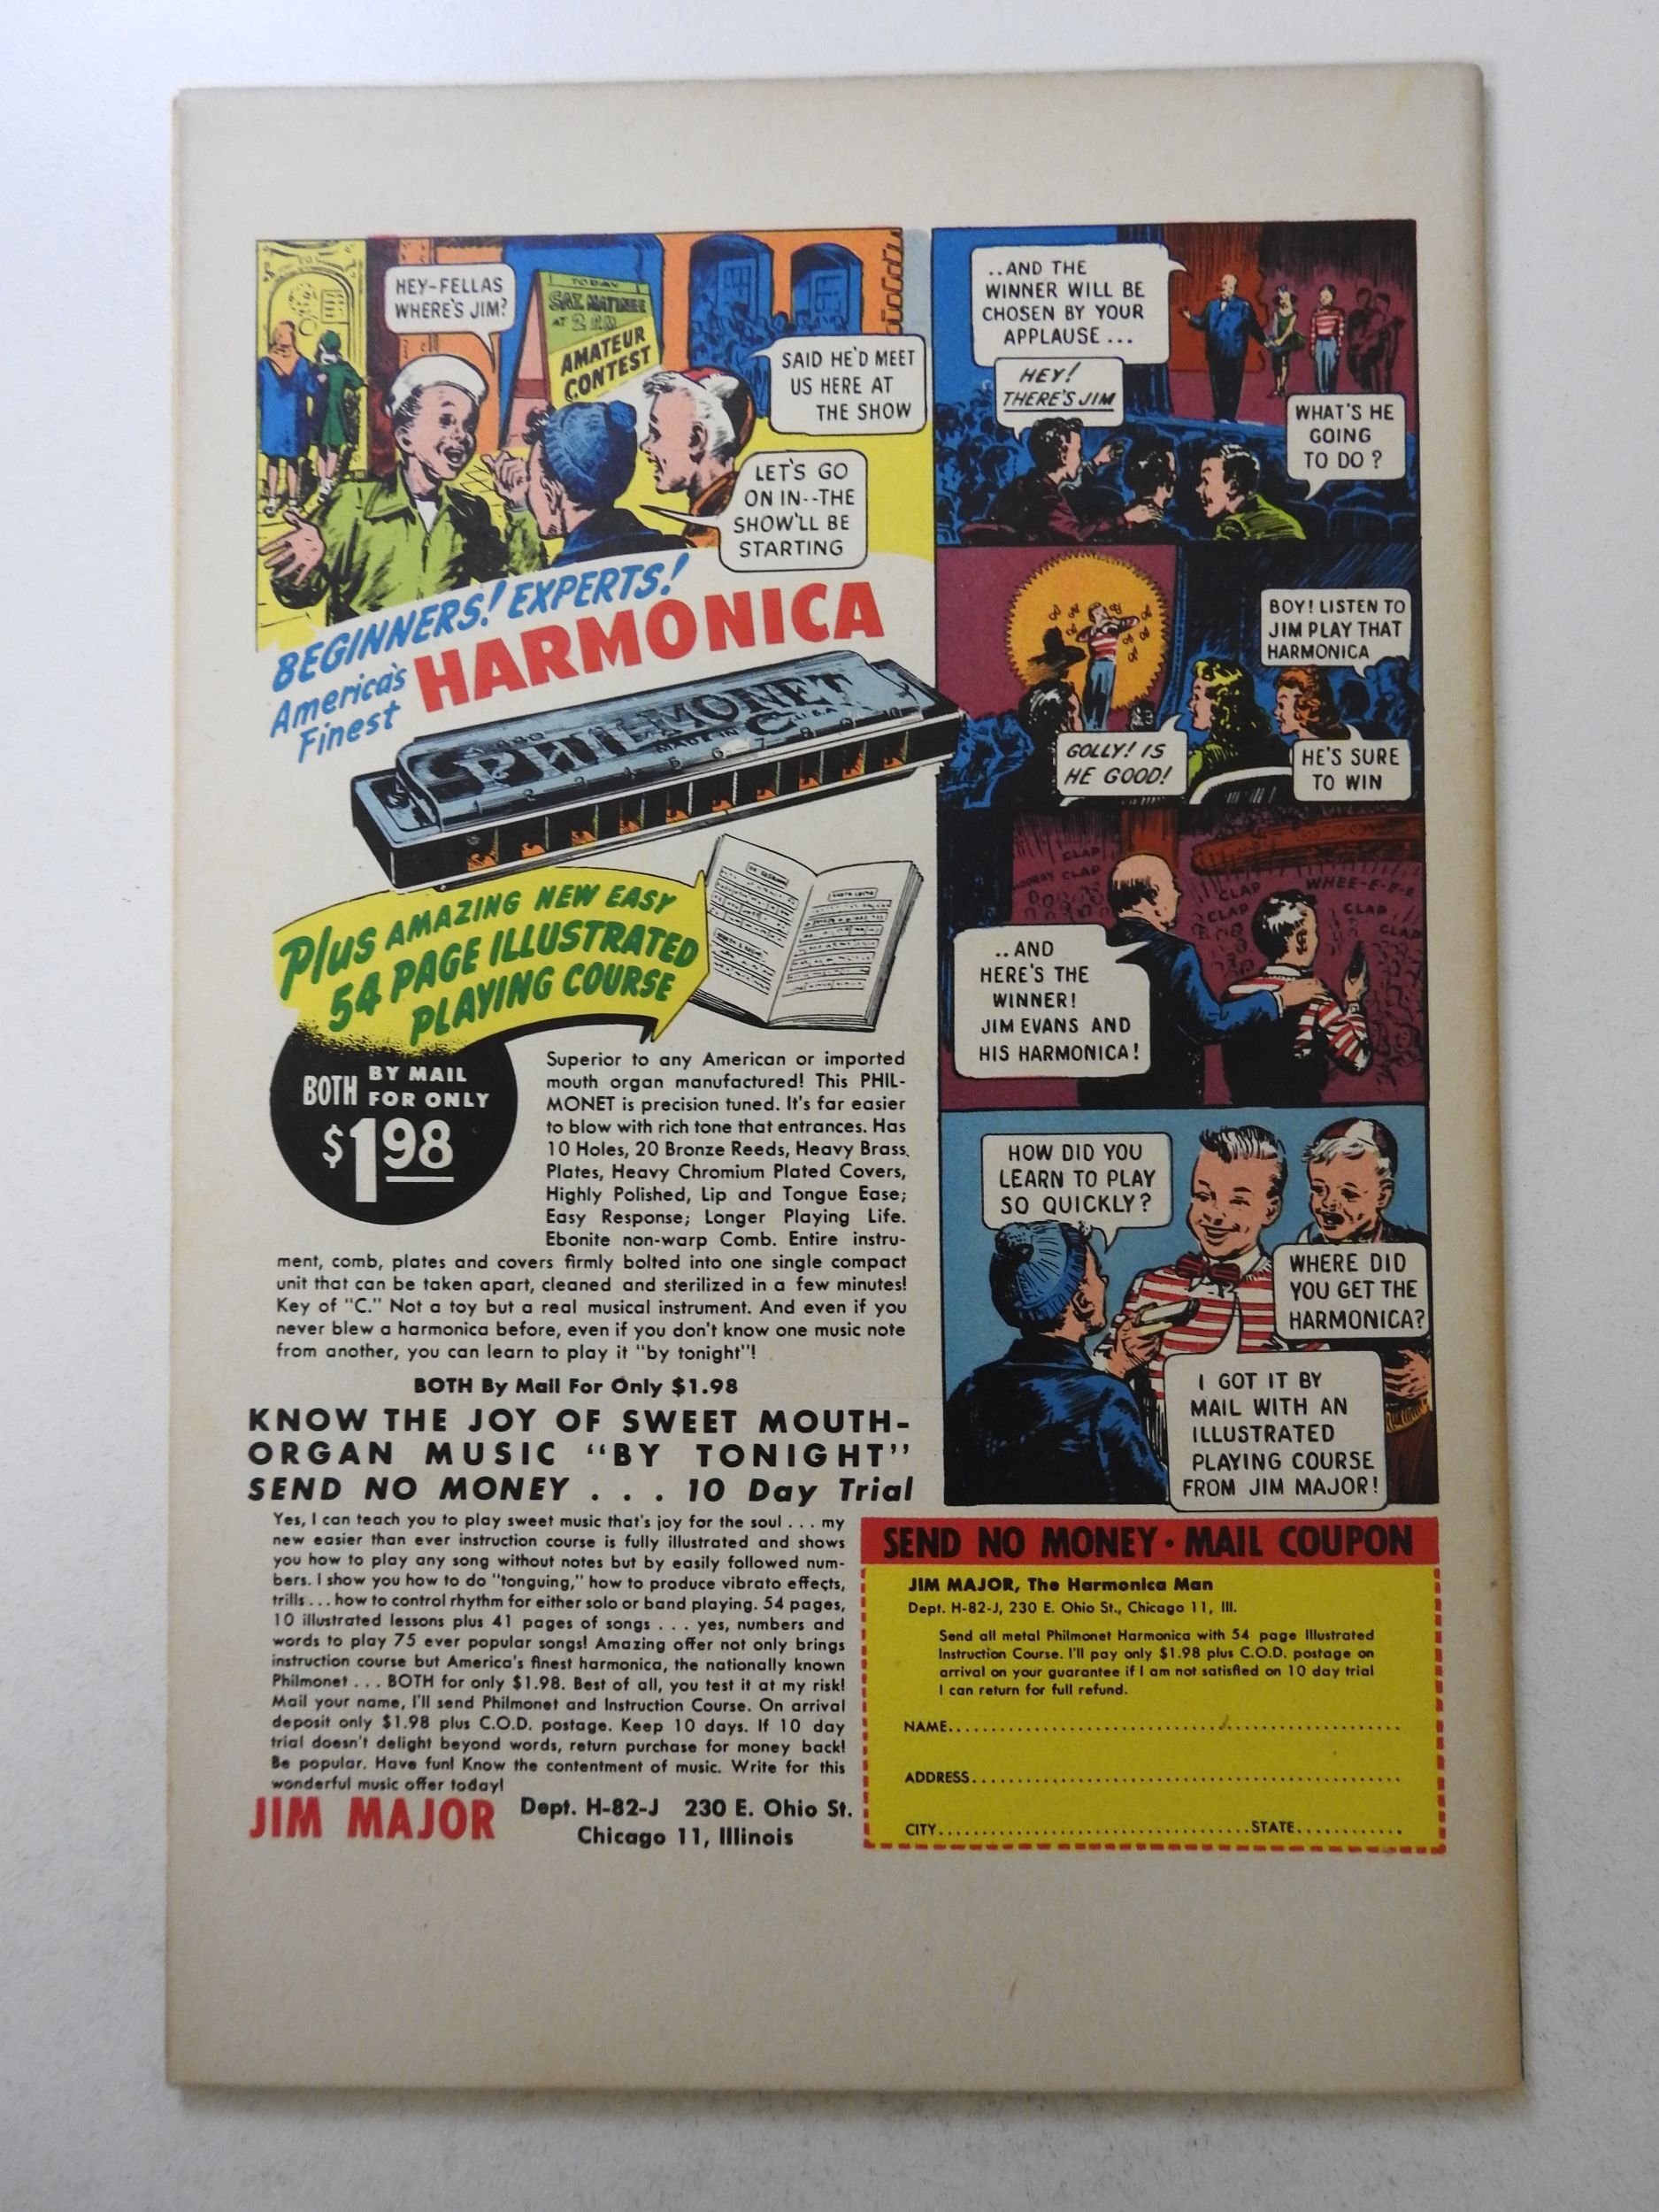 HEY-FELLAS
WHERE'S JIM?
TODAY
SAT. MATINEE
AT 2 P.M.
AMATEUR
CONTEST
SAID HE'D MEET
US HERE AT
THE SHOW
LET'S GO
ON IN--THE
SHOW'LL BE
STARTING
BEGINNERS! EXPERTS!
America's
Finest
HARMONICA
PHILMONET
MADE IN U.S.A.
C
1 2 3 4 5 6 7 8 9 10
Plus AMAZING NEW EASY
54 PAGE ILLUSTRATED
PLAYING COURSE
BOTH BY MAIL
FOR ONLY
$1.98
Superior to any American or imported
mouth organ manufactured! This PHIL-
MONET is precision tuned. It's far easier
to blow with rich tone that entrances. Has
10 Holes, 20 Bronze Reeds, Heavy Brass
Plates, Heavy Chromium Plated Covers,
Highly Polished, Lip and Tongue Ease;
Easy Response; Longer Playing Life.
Ebonite non-warp Comb. Entire instru-
ment, comb, plates and covers firmly bolted into one single compact
unit that can be taken apart, cleaned and sterilized in a few minutes!
Key of "C." Not a toy but a real musical instrument. And even if you
never blew a harmonica before, even if you don't know one music note
from another, you can learn to play it "by tonight"!
BOTH By Mail For Only $1.98
KNOW THE JOY OF SWEET MOUTH-
ORGAN MUSIC "BY TONIGHT"
SEND NO MONEY . . . 10 Day Trial
Yes, I can teach you to play sweet music that's joy for the soul . . . my
new easier than ever instruction course is fully illustrated and shows
you how to play any song without notes but by easily followed num-
bers. I show you how to do "tonguing," how to produce vibrato effects,
trills . . . how to control rhythm for either solo or band playing. 54 pages,
10 illustrated lessons plus 41 pages of songs . . . yes, numbers and
words to play 75 ever popular songs! Amazing offer not only brings
instruction course but America's finest harmonica, the nationally known
Philmonet . . . BOTH for only $1.98. Best of all, you test it at my risk!
Mail your name, I'll send Philmonet and Instruction Course. On arrival
deposit only $1.98 plus C.O.D. postage. Keep 10 days. If 10 day
trial doesn't delight beyond words, return purchase for money back!
Be popular. Have fun! Know the contentment of music. Write for this
wonderful music offer today!
JIM MAJOR Dept. H-82-J 230 E. Ohio St.
Chicago 11, Illinois
..AND THE
WINNER WILL BE
CHOSEN BY YOUR
APPLAUSE ...
HEY!
THERE'S JIM
WHAT'S HE
GOING
TO DO?
BOY! LISTEN TO
JIM PLAY THAT
HARMONICA
GOLLY! IS
HE GOOD!
HE'S SURE
TO WIN
CLAP
HOORAY CLAP
CLAP
CLAP
WHEE-E-E-E
CLAP
CLAP
..AND
HERE'S THE
WINNER!
JIM EVANS AND
HIS HARMONICA!
HOW DID YOU
LEARN TO PLAY
SO QUICKLY?
WHERE DID
YOU GET THE
HARMONICA?
I GOT IT BY
MAIL WITH AN
ILLUSTRATED
PLAYING COURSE
FROM JIM MAJOR!
SEND NO MONEY • MAIL COUPON
JIM MAJOR, The Harmonica Man
Dept. H-82-J, 230 E. Ohio St., Chicago 11, Ill.
Send all metal Philmonet Harmonica with 54 page Illustrated
Instruction Course. I'll pay only $1.98 plus C.O.D. postage on
arrival on your guarantee if I am not satisfied on 10 day trial
I can return for full refund.
NAME
ADDRESS
CITY STATE